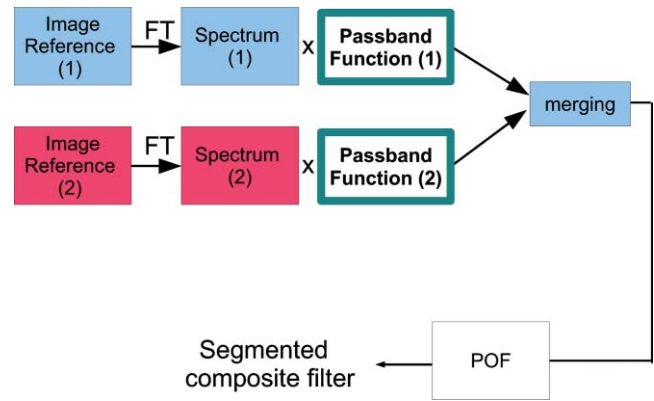 Image
Reference
(1)
FT
Spectrum
(1)
x
Passband
Function (1)
merging
Image
Reference
(2)
FT
Spectrum
(2)
x
Passband
Function (2)
POF
Segmented
composite filter